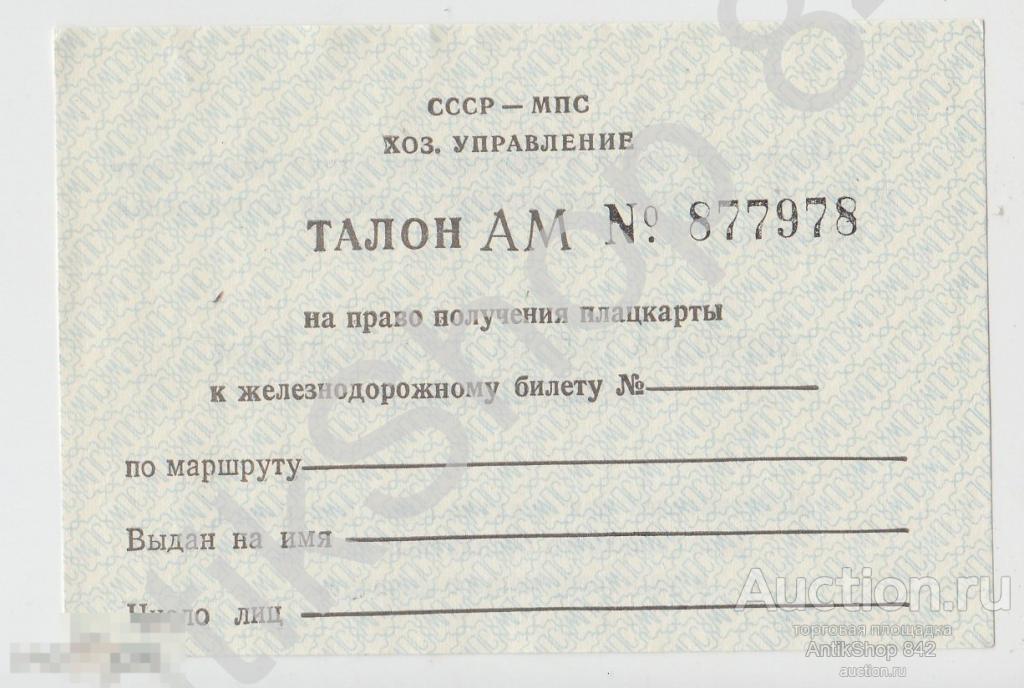 СССР — МПС
ХОЗ. УПРАВЛЕНИЕ
ТАЛОН АМ № 877978
на право получения плацкарты
к железнодорожному билету №
по маршруту
Выдан на имя
Число лиц
Auction.ru
торговая площадка
AntikShop 842
auction.ru